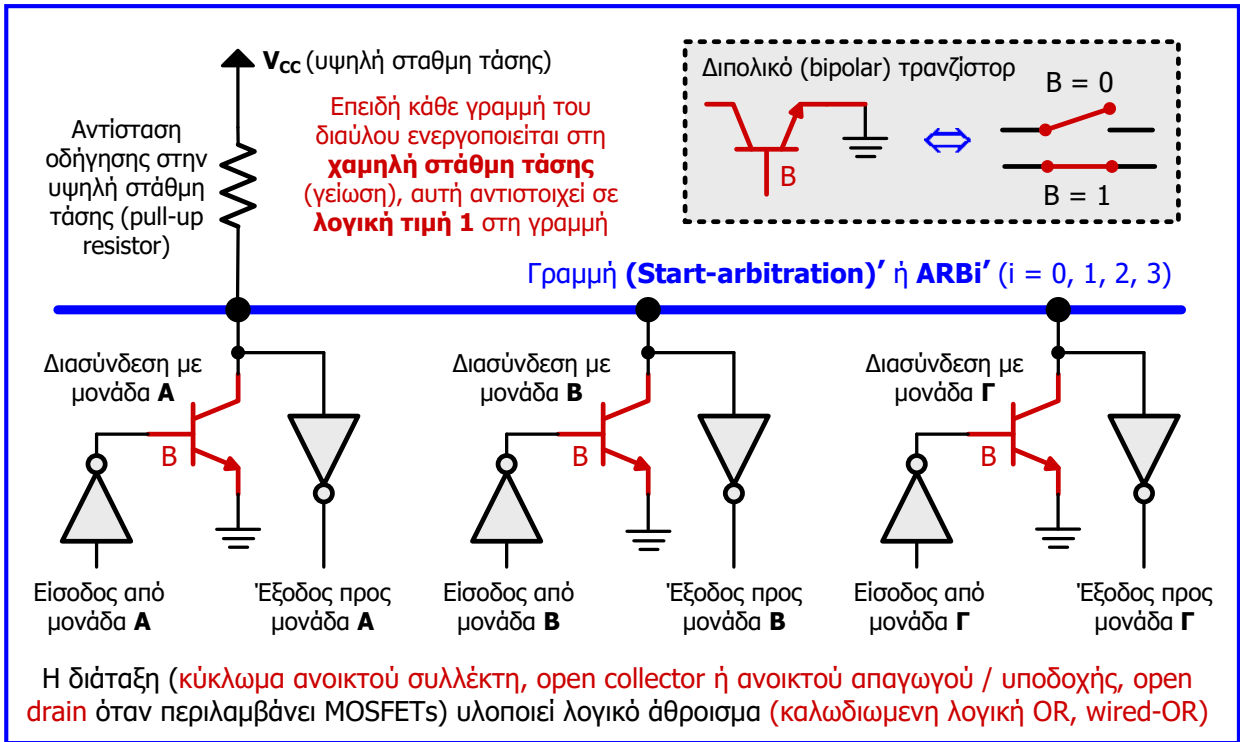 V_CC (υψηλή σταθμη τάσης)
Αντίσταση
οδήγησης στην
υψηλή στάθμη
τάσης (pull-up
resistor)
Επειδή κάθε γραμμή του
διαύλου ενεργοποιείται στη
χαμηλή στάθμη τάσης
(γείωση), αυτή αντιστοιχεί σε
λογική τιμή 1 στη γραμμή
Διπολικό (bipolar) τρανζίστορ
B
B = 0
B = 1
Γραμμή (Start-arbitration)′ ή ARBi′ (i = 0, 1, 2, 3)
Διασύνδεση με
μονάδα Α
B
Είσοδος από
μονάδα Α
Έξοδος προς
μονάδα Α
Διασύνδεση με
μονάδα Β
B
Είσοδος από
μονάδα Β
Έξοδος προς
μονάδα Β
Διασύνδεση με
μονάδα Γ
B
Είσοδος από
μονάδα Γ
Έξοδος προς
μονάδα Γ
Η διάταξη (κύκλωμα ανοικτού συλλέκτη, open collector ή ανοικτού απαγωγού / υποδοχής, open
drain όταν περιλαμβάνει MOSFETs) υλοποιεί λογικό άθροισμα (καλωδιωμενη λογική OR, wired-OR)